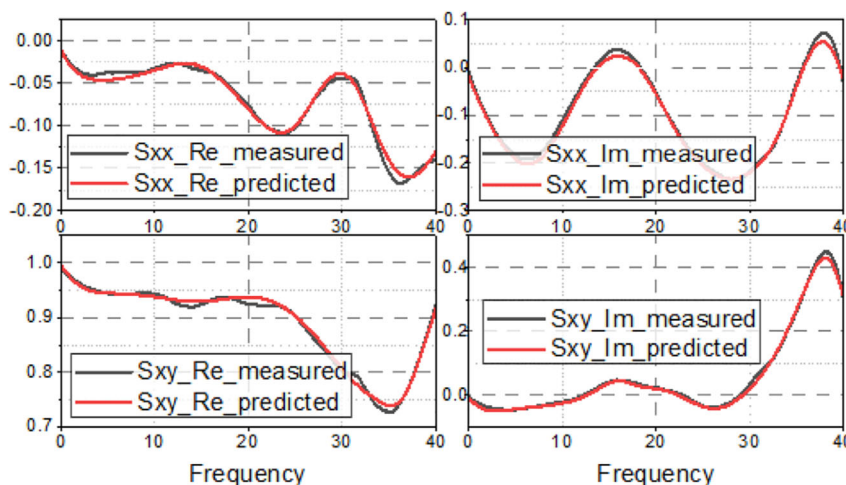 0.00
-0.05
-0.10
-0.15
-0.20
Sxx_Re_measured
Sxx_Re_predicted
0 10 20 30 40
0.1
0.0
-0.1
-0.2
-0.3
Sxx_Im_measured
Sxx_Im_predicted
0 10 20 30 40
1.0
0.9
0.8
0.7
Sxy_Re_measured
Sxy_Re_predicted
0 10 20 30 40
Frequency
0.4
0.2
0.0
Sxy_Im_measured
Sxy_Im_predicted
0 10 20 30 40
Frequency